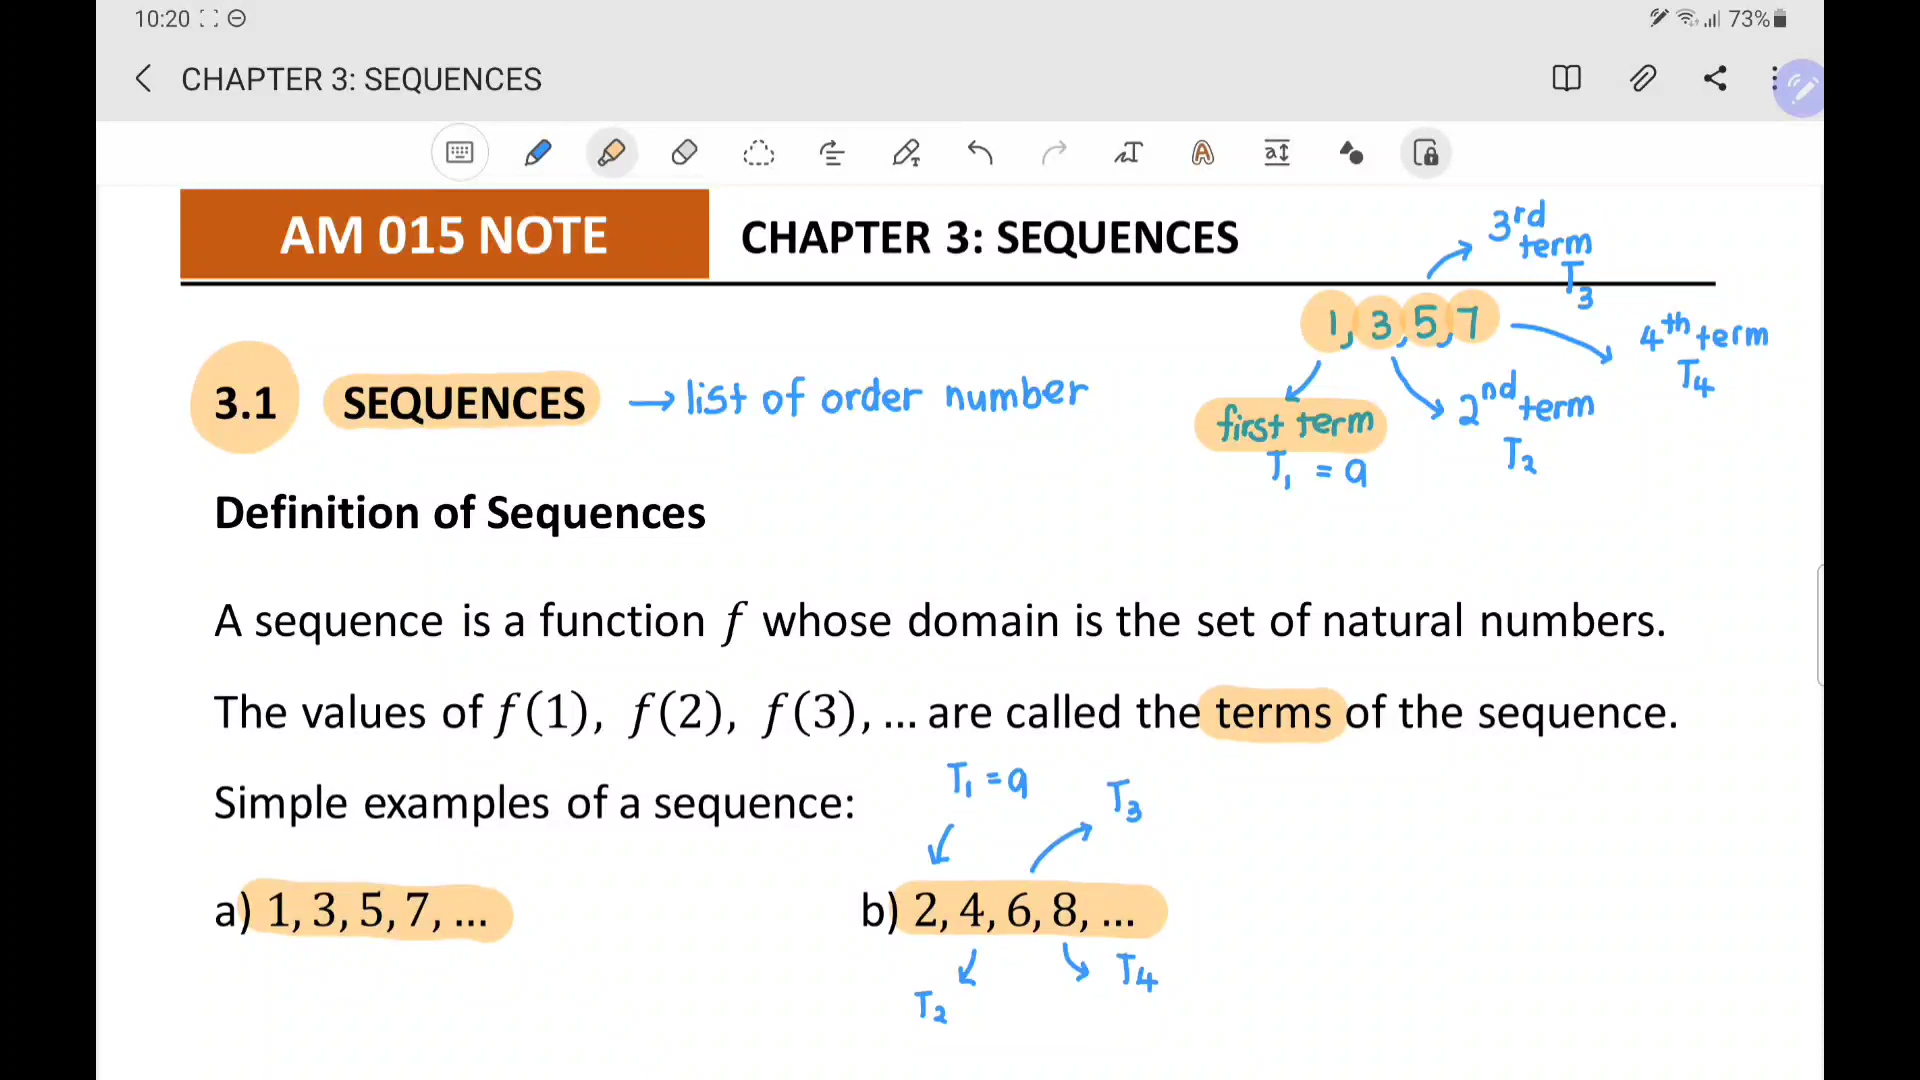 10:20
73%
CHAPTER 3: SEQUENCES
AM 015 NOTE
CHAPTER 3: SEQUENCES
3rd term
T3
1, 3, 5, 7
4th term
T4
3.1 SEQUENCES → list of order number
first term
T1 = a
2nd term
T2
Definition of Sequences
A sequence is a function f whose domain is the set of natural numbers.
The values of f(1), f(2), f(3), ... are called the terms of the sequence.
T1 = a
T3
Simple examples of a sequence:
a) 1, 3, 5, 7, ...
b) 2, 4, 6, 8, ...
T2
T4